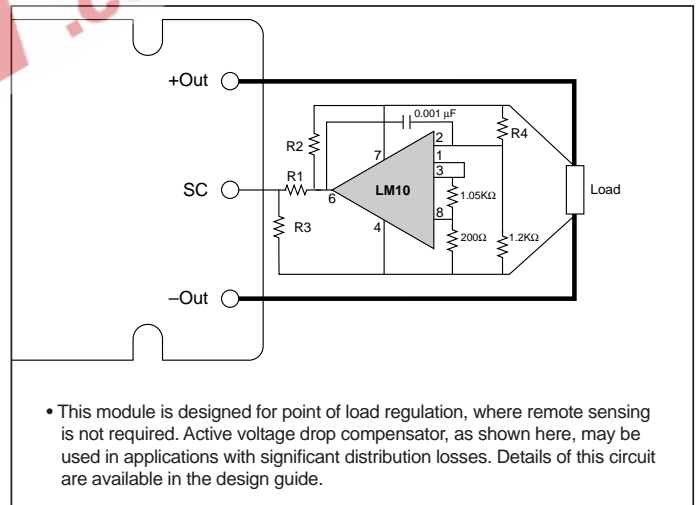 +Out
0.001 µF
R4
2
R2
7
1
3
R1
SC
LM10
Load
6
1.05KΩ
8
R3
4
200Ω
1.2KΩ
–Out
• This module is designed for point of load regulation, where remote sensing
is not required. Active voltage drop compensator, as shown here, may be
used in applications with significant distribution losses. Details of this circuit
are available in the design guide.